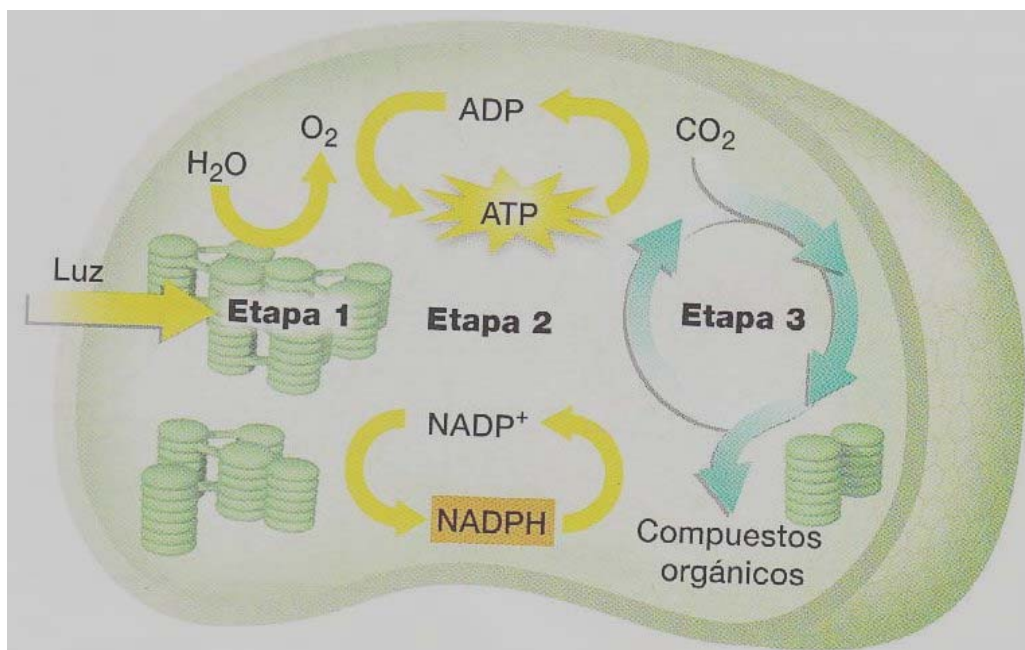 Luz
H₂O
O₂
Etapa 1
ADP
ATP
Etapa 2
NADP⁺
NADPH
CO₂
Etapa 3
Compuestos
orgánicos